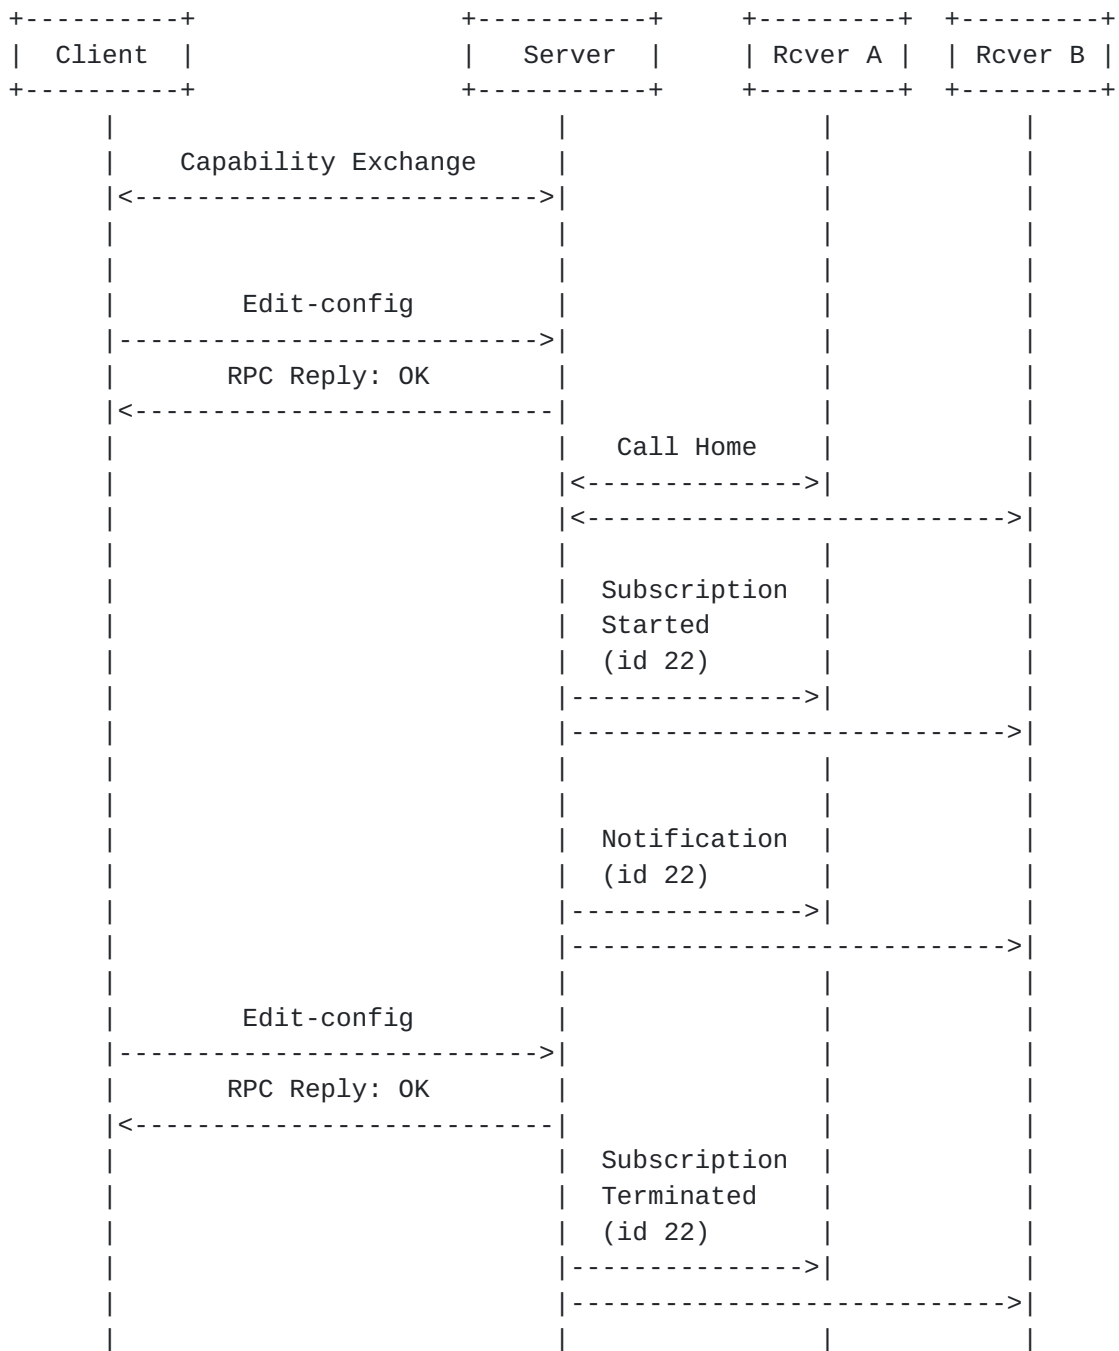 Client Server Rcver A Rcver B
Capability Exchange
Edit-config
RPC Reply: OK
Call Home
Subscription
Started
(id 22)
Notification
(id 22)
Edit-config
RPC Reply: OK
Subscription
Terminated
(id 22)